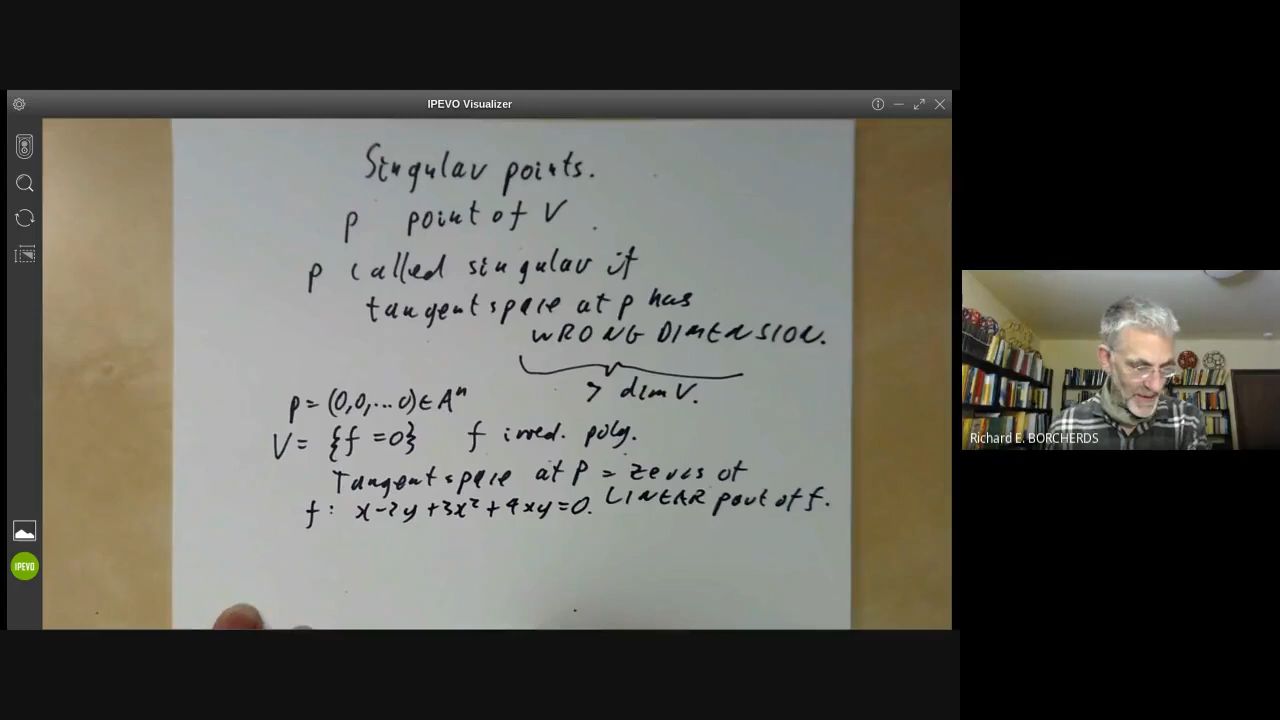 IPEVO Visualizer
Singular points.
p point of V
p called singular if
tangent space at p has
WRONG DIMENSION.
> dim V.
p = (0,0,...0) ∈ Aⁿ
V = {f = 0} f irred. poly.
Tangent space at p = zeros of
LINEAR part of f.
f: x-2y+3x²+4xy=0.
IPEVO
Richard E. BORCHERDS